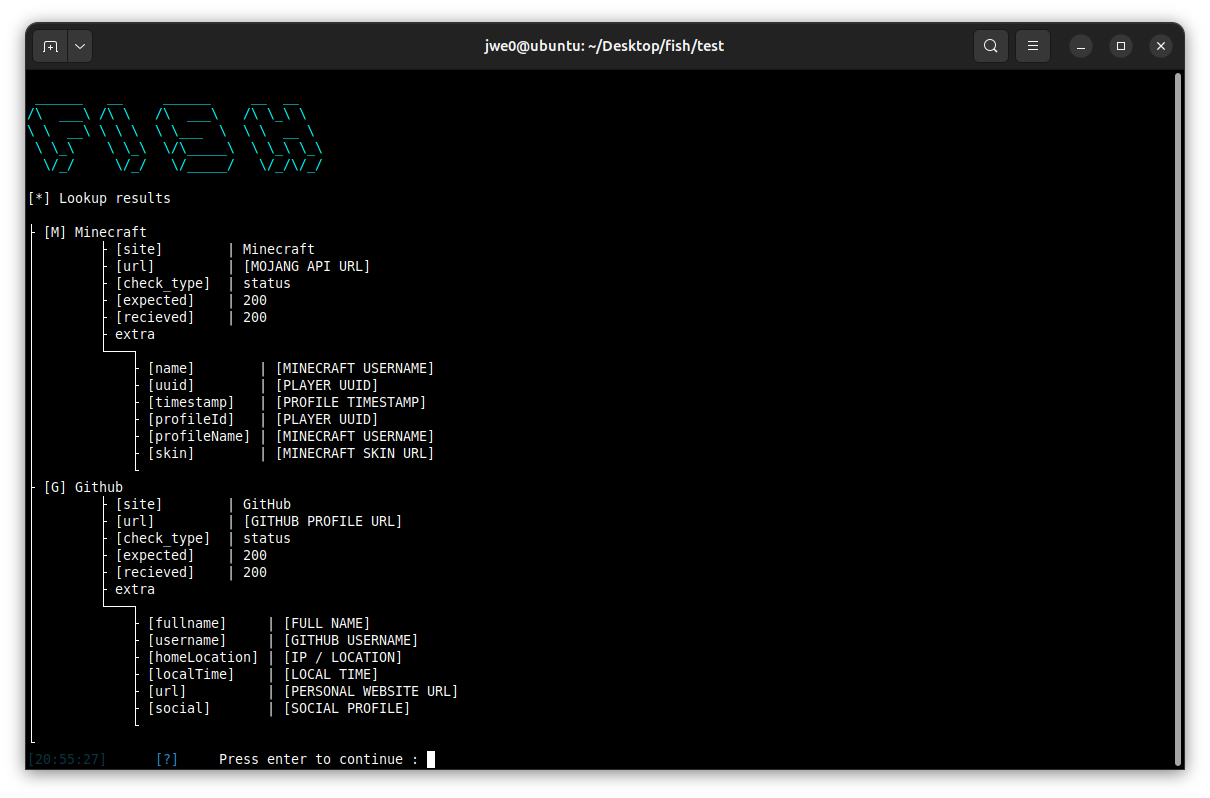 jwe0@ubuntu: ~/Desktop/fish/test
FISH
[*] Lookup results
[M] Minecraft
[site] | Minecraft
[url] | [MOJANG API URL]
[check_type] | status
[expected] | 200
[recieved] | 200
extra
[name] | [MINECRAFT USERNAME]
[uuid] | [PLAYER UUID]
[timestamp] | [PROFILE TIMESTAMP]
[profileId] | [PLAYER UUID]
[profileName] | [MINECRAFT USERNAME]
[skin] | [MINECRAFT SKIN URL]
[G] Github
[site] | GitHub
[url] | [GITHUB PROFILE URL]
[check_type] | status
[expected] | 200
[recieved] | 200
extra
[fullname] | [FULL NAME]
[username] | [GITHUB USERNAME]
[homeLocation] | [IP / LOCATION]
[localTime] | [LOCAL TIME]
[url] | [PERSONAL WEBSITE URL]
[social] | [SOCIAL PROFILE]
[20:55:27] [?] Press enter to continue :